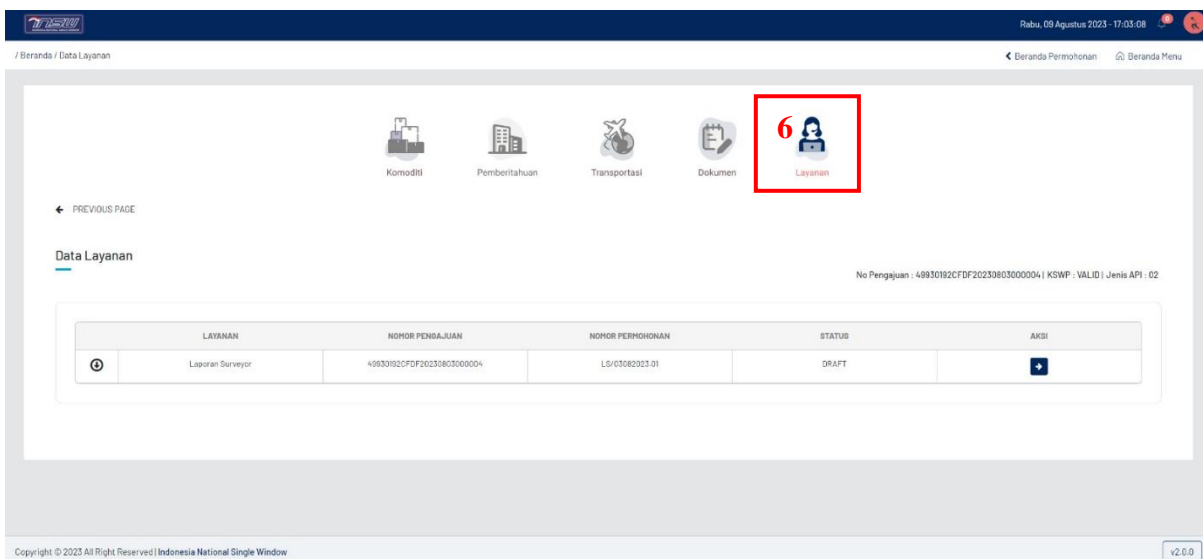 INSW
Rabu, 09 Agustus 2023 - 17:03:08 0
/ Beranda / Data Layanan
Beranda Permohonan Beranda Menu
6
Komoditi Pemberitahuan Transportasi Dokumen Layanan
PREVIOUS PAGE
Data Layanan
No Pengajuan : 49930192CFDF20230803000004 | KSWP : VALID | Jenis API : 02
LAYANAN NOMOR PENGAJUAN NOMOR PERMOHONAN STATUS AKSI
Laporan Surveyor 49930192CFDF20230803000004 LS/03082023.01 DRAFT
Copyright © 2023 All Right Reserved | Indonesia National Single Window
v2.0.0